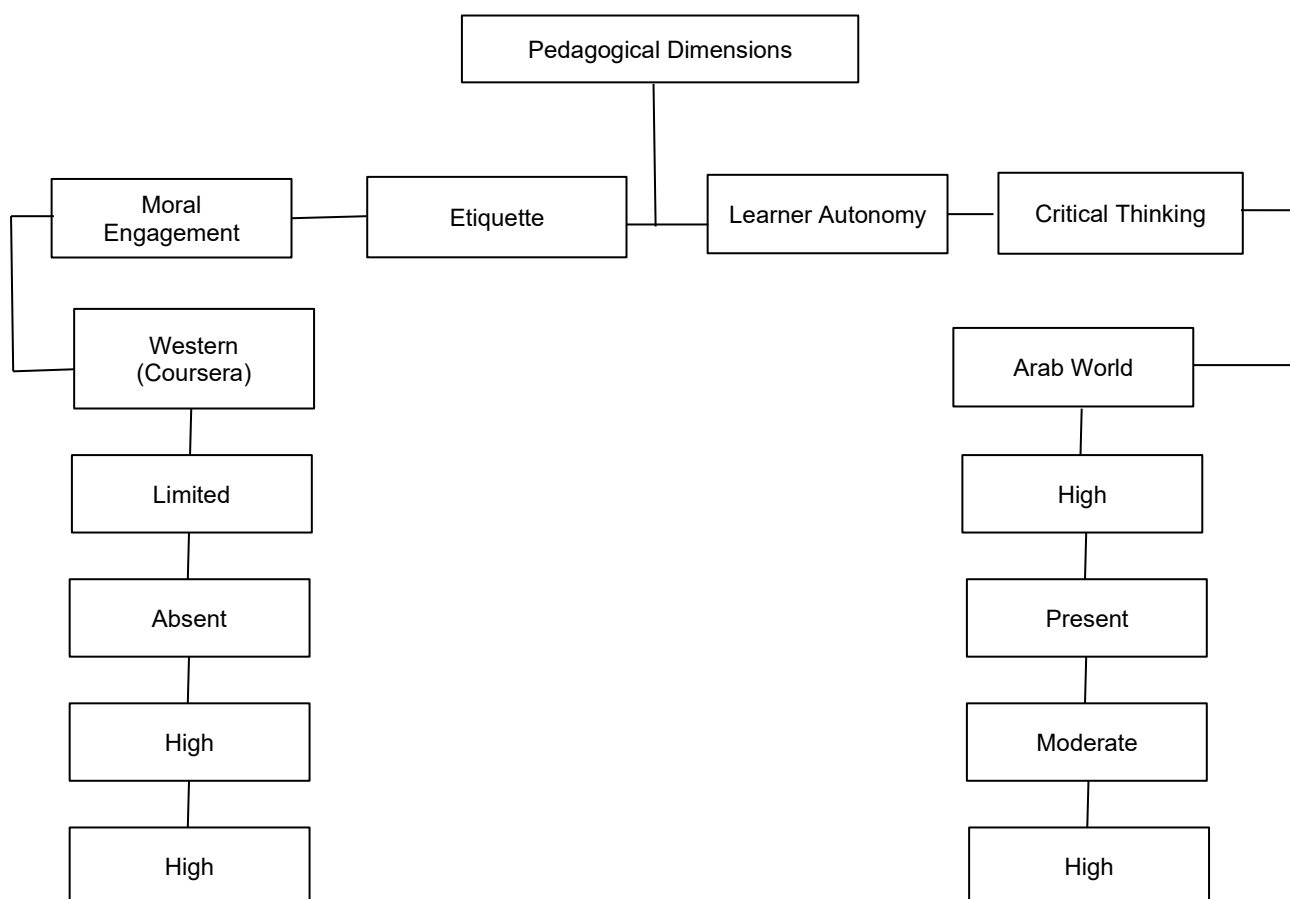 Pedagogical Dimensions
Moral
Engagement
Etiquette
Learner Autonomy
Critical Thinking
Western
(Coursera)
Arab World
Limited
High
Absent
Present
High
Moderate
High
High